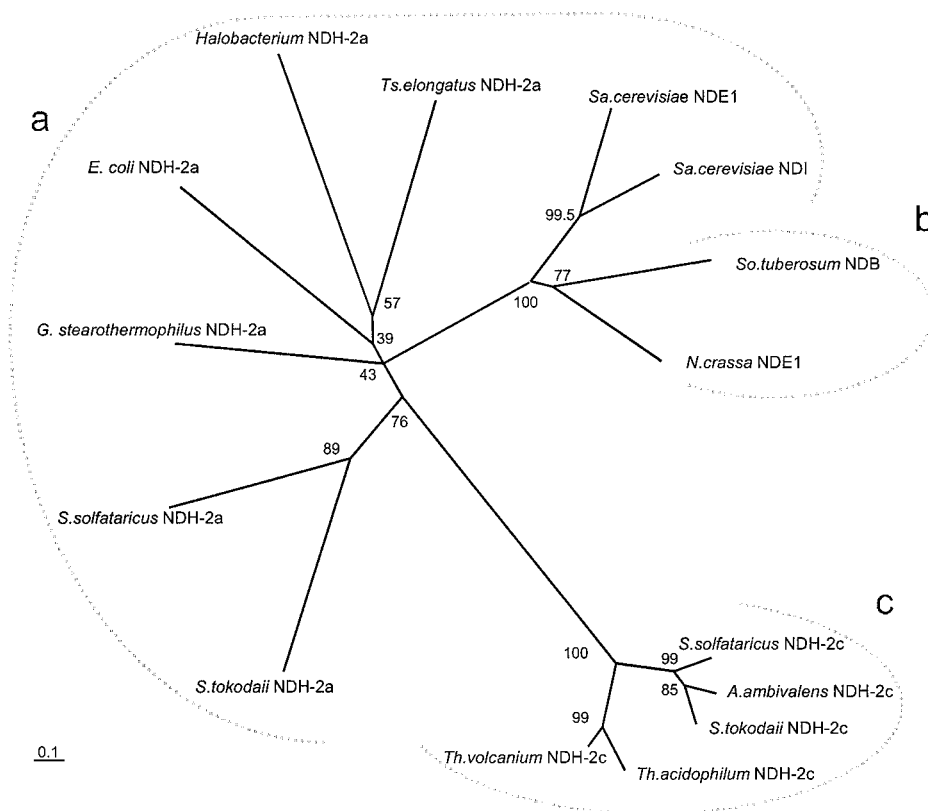 Halobacterium NDH-2a
Ts.elongatus NDH-2a
Sa.cerevisiae NDE1
a
E. coli NDH-2a
Sa.cerevisiae NDI
99.5
b
So.tuberosum NDB
77
57
100
G. stearothermophilus NDH-2a
39
N.crassa NDE1
43
76
89
S.solfataricus NDH-2a
c
S.solfataricus NDH-2c
100
99
S.tokodaii NDH-2a
85
A.ambivalens NDH-2c
99
S.tokodaii NDH-2c
0.1
Th.volcanium NDH-2c
Th.acidophilum NDH-2c